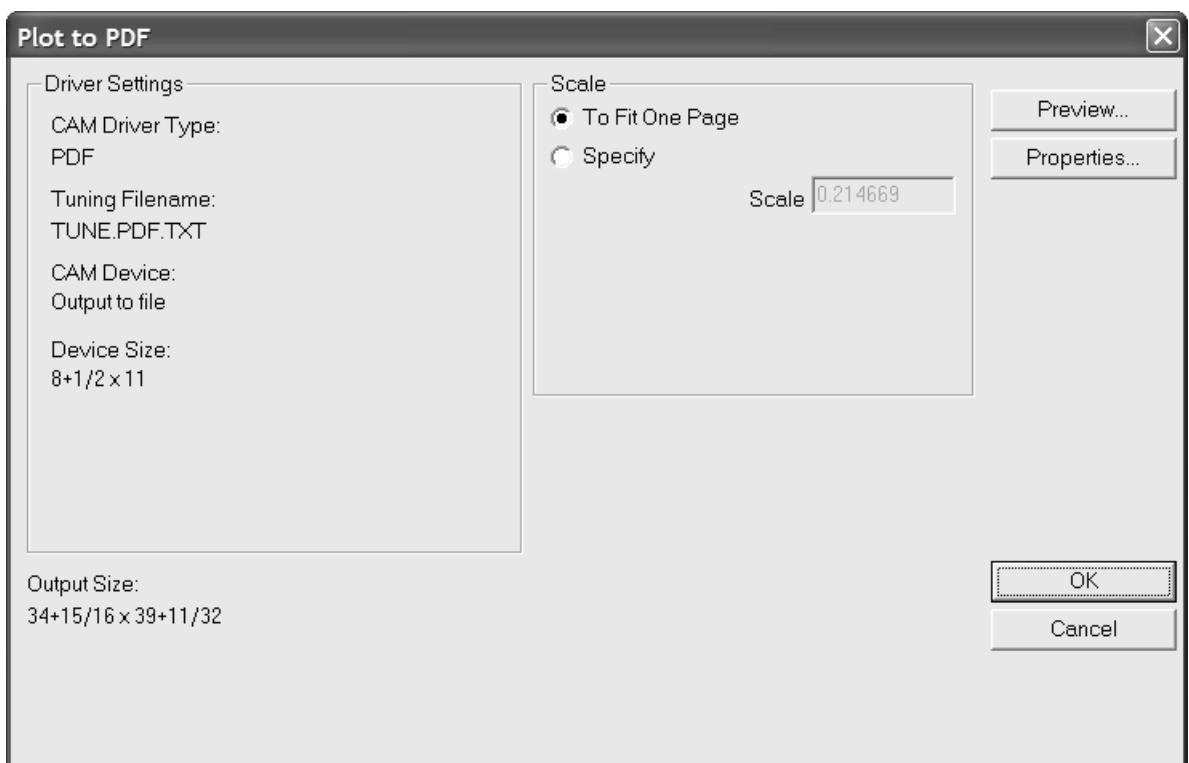 Plot to PDF
Driver Settings
CAM Driver Type:
PDF
Tuning Filename:
TUNE.PDF.TXT
CAM Device:
Output to file
Device Size:
8+1/2 x 11
Scale
To Fit One Page
Specify
Scale 0.214669
Preview...
Properties...
Output Size:
34+15/16 x 39+11/32
OK
Cancel